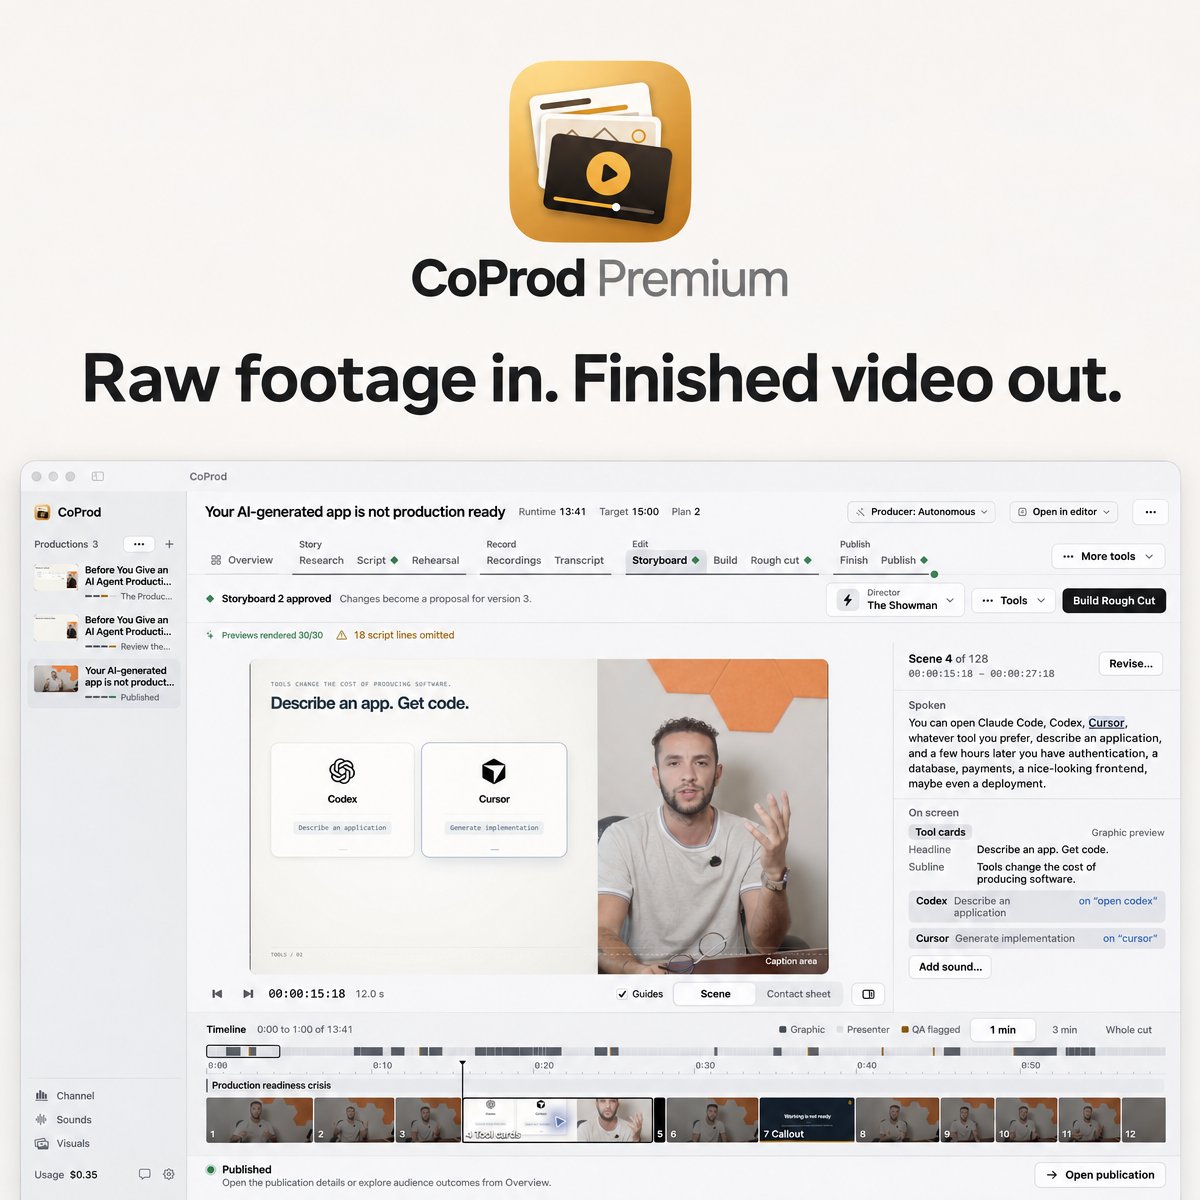 CoProd Premium
Raw footage in. Finished video out.
CoProd
CoProd
Productions 3
Before You Give an
AI Agent Producti...
The Produc...
Before You Give an
AI Agent Producti...
Review the...
Your AI-generated
app is not product...
Published
Channel
Sounds
Visuals
Usage $0.35
Your AI-generated app is not production ready
Runtime 13:41
Target 15:00
Plan 2
Producer: Autonomous
Open in editor
Overview
Story
Research
Script
Rehearsal
Record
Recordings
Transcript
Edit
Storyboard
Build
Rough cut
Publish
Finish
Publish
More tools
Storyboard 2 approved Changes become a proposal for version 3.
Director
The Showman
Tools
Build Rough Cut
Previews rendered 30/30
18 script lines omitted
TOOLS CHANGE THE COST OF PRODUCING SOFTWARE.
Describe an app. Get code.
Codex
Describe an application
Cursor
Generate implementation
TOOLS / 02
Caption area
Scene 4 of 128
00:00:15:18 – 00:00:27:18
Revise...
Spoken
You can open Claude Code, Codex, Cursor,
whatever tool you prefer, describe an application,
and a few hours later you have authentication, a
database, payments, a nice-looking frontend,
maybe even a deployment.
On screen
Tool cards
Graphic preview
Headline Describe an app. Get code.
Subline Tools change the cost of
producing software.
Codex Describe an
application
on “open codex”
Cursor Generate implementation on “cursor”
Add sound...
00:00:15:18 12.0 s
Guides
Scene
Contact sheet
Timeline 0:00 to 1:00 of 13:41
Graphic
Presenter
QA flagged
1 min
3 min
Whole cut
0:00
0:10
0:20
0:30
0:40
0:50
Production readiness crisis
1
2
3
4 Tool cards
5
6
Working is not ready
7 Callout
8
9
10
11
12
Published
Open the publication details or explore audience outcomes from Overview.
Open publication